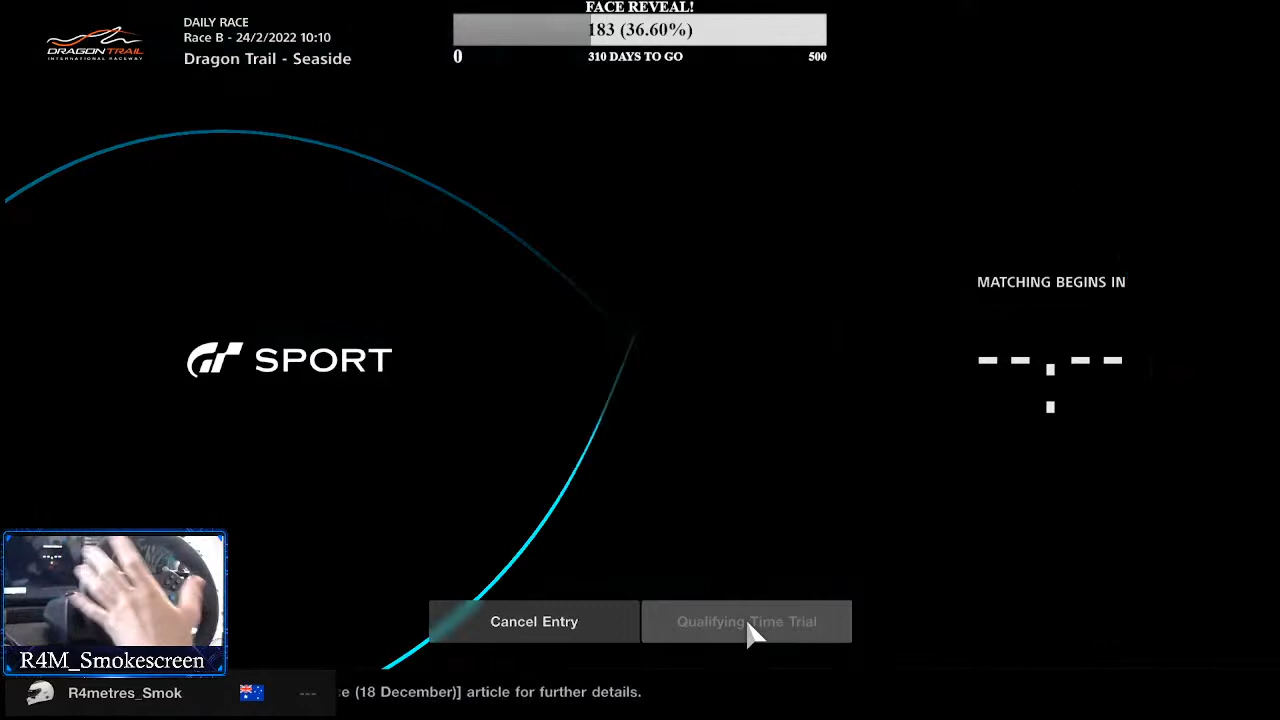 FACE REVEAL!
183 (36.60%)
0
310 DAYS TO GO
500
DRAGON TRAIL
INTERNATIONAL RACEWAY
DAILY RACE
Race B - 24/2/2022 10:10
Dragon Trail - Seaside
MATCHING BEGINS IN
-- : --
GT SPORT
Cancel Entry
Qualifying Time Trial
R4M_Smokescreen
R4metres_Smok
---
(18 December)] article for further details.